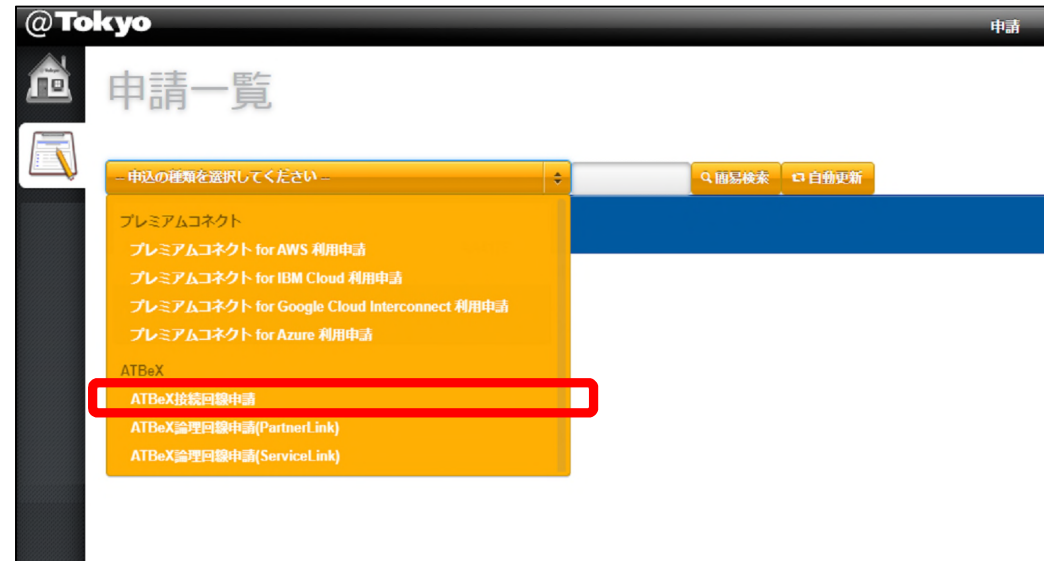 @Tokyo
申請
申請一覧
-- 申込の種類を選択してください --
簡易検索
自動更新
プレミアムコネクト
プレミアムコネクト for AWS 利用申請
プレミアムコネクト for IBM Cloud 利用申請
プレミアムコネクト for Google Cloud Interconnect 利用申請
プレミアムコネクト for Azure 利用申請
ATBeX
ATBeX接続回線申請
ATBeX論理回線申請(PartnerLink)
ATBeX論理回線申請(ServiceLink)